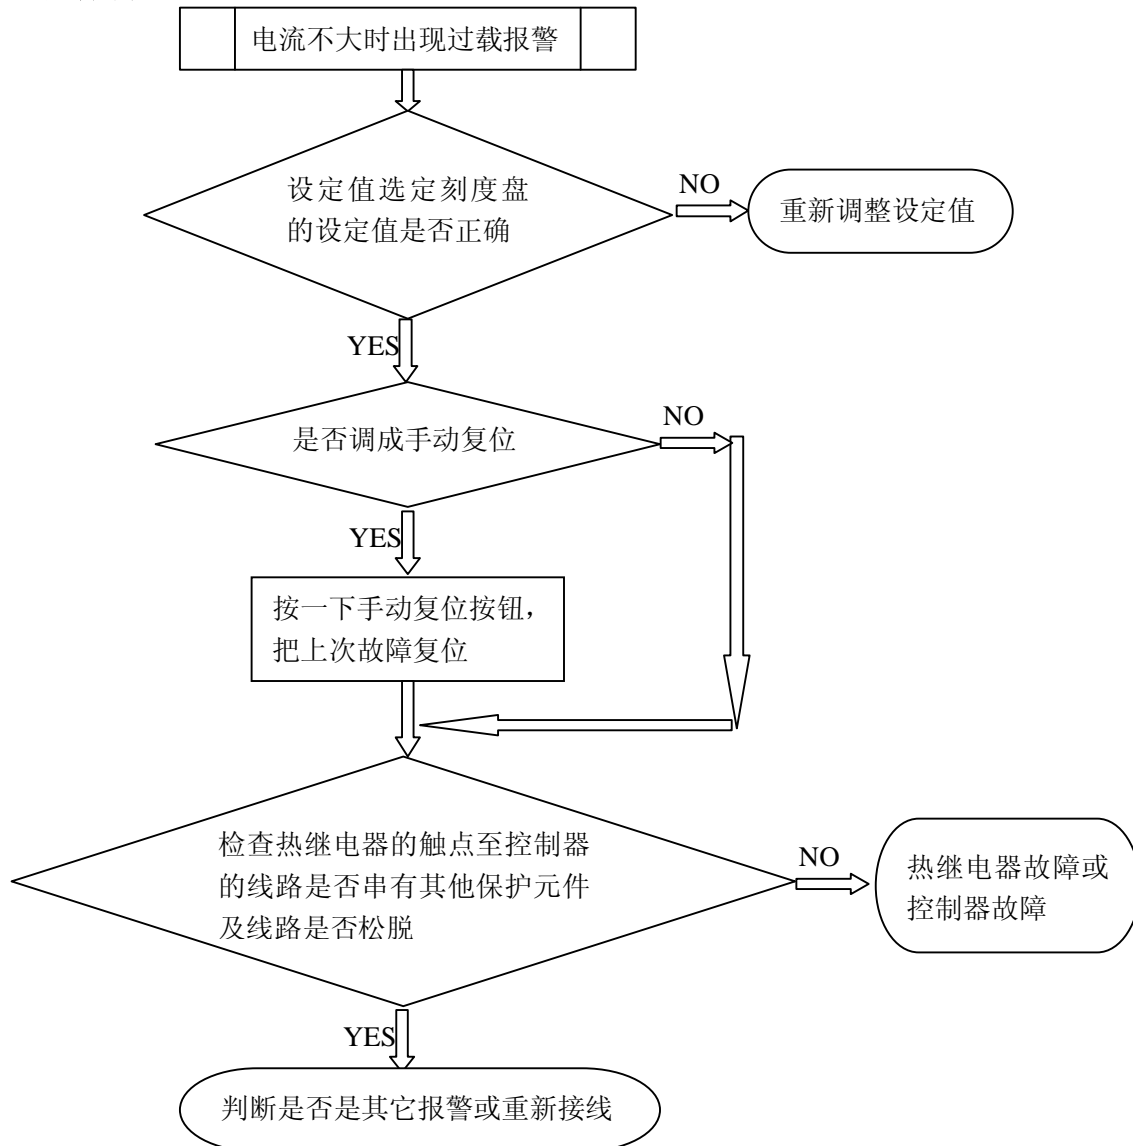 电流不大时出现过载报警
设定值选定刻度盘
的设定值是否正确
NO
重新调整设定值
YES
是否调成手动复位
NO
YES
按一下手动复位按钮，
把上次故障复位
检查热继电器的触点至控制器
的线路是否串有其他保护元件
及线路是否松脱
NO
热继电器故障或
控制器故障
YES
判断是否是其它报警或重新接线